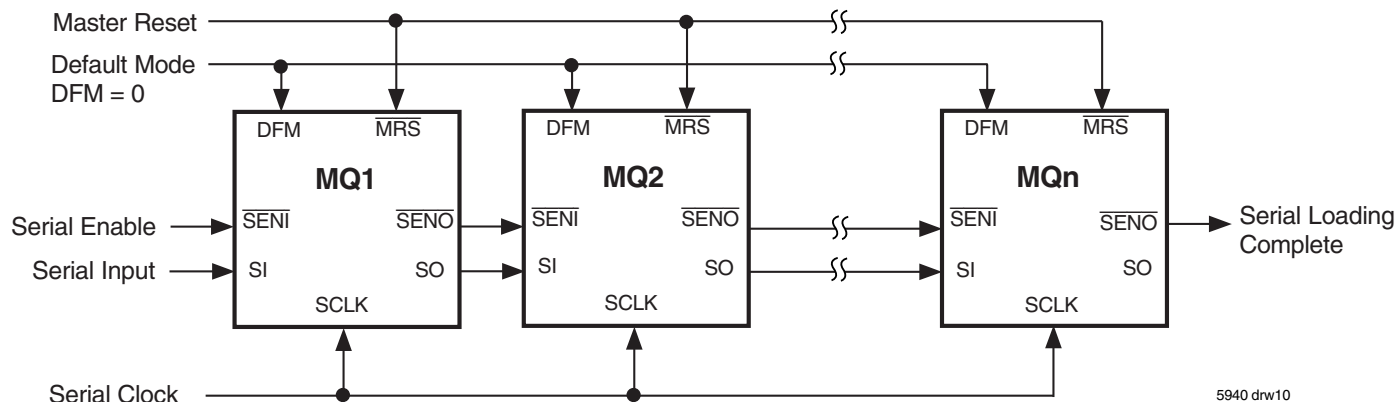 Master Reset
Default Mode
DFM = 0
DFM
MRS
DFM
MRS
DFM
MRS
MQ1
MQ2
MQn
Serial Enable
SENI
SENO
SENI
SENO
SENI
SENO
Serial Loading
Complete
Serial Input
SI
SO
SI
SO
SI
SO
SCLK
SCLK
SCLK
Serial Clock
5940 drw10